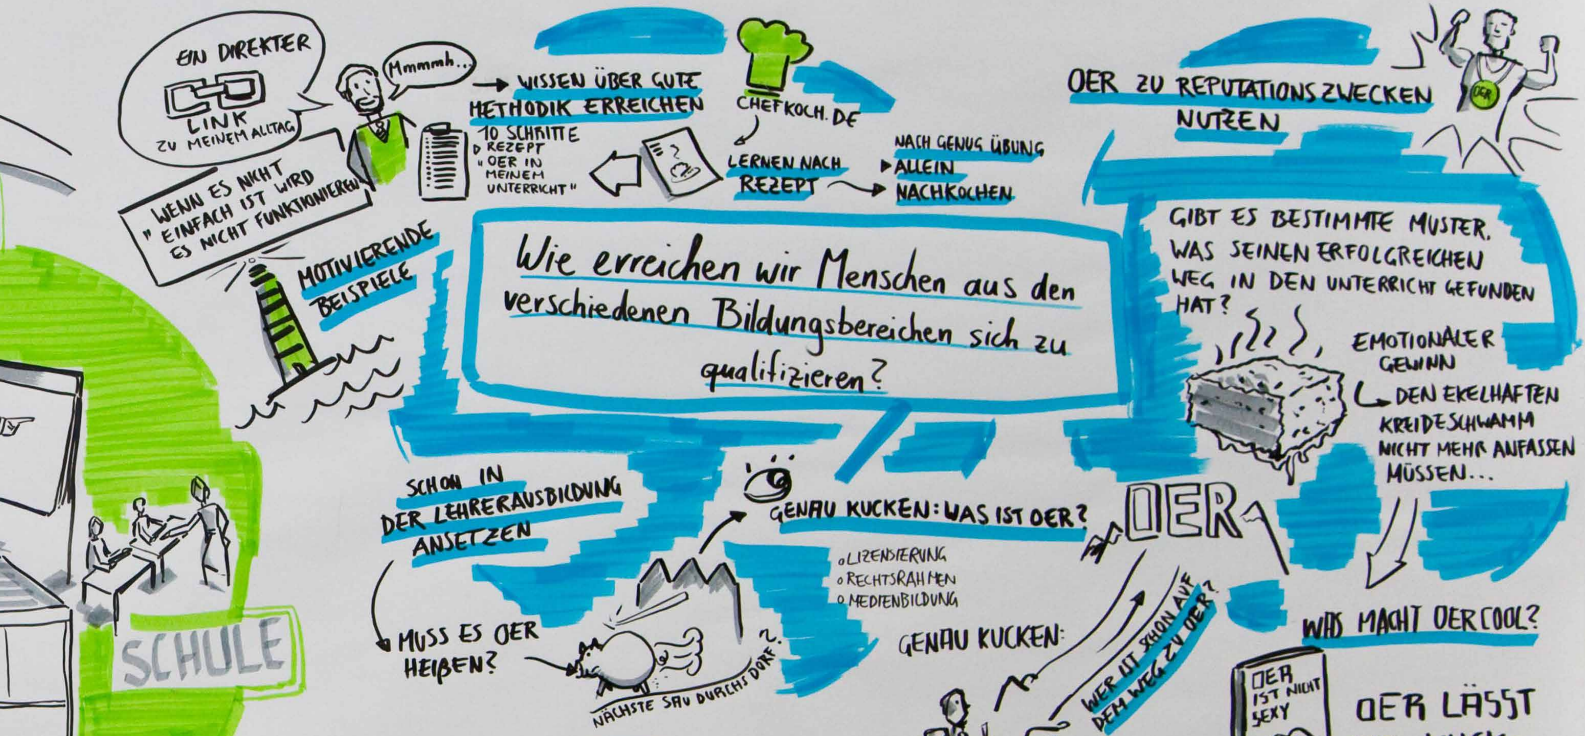 EIN DIREKTER
LINK
ZU MEINEM ALLTAG
Mmmmh...
"WENN ES NICHT
EINFACH IST WIRD
ES NICHT FUNKTIONIEREN
MOTIVIERENDE
BEISPIELE
→ WISSEN ÜBER GUTE
METHODIK ERREICHEN
10 SCHRITTE
REZEPT
"OER IN
MEINEM
UNTERRICHT"
CHEFKOCH.DE
LERNEN NACH
REZEPT
NACH GENUG ÜBUNG
ALLEIN
NACHKOCHEN
OER ZU REPUTATIONSZWECKEN
NUTZEN
OER
Wie erreichen wir Menschen aus den
verschiedenen Bildungsbereichen sich zu
qualifizieren?
GIBT ES BESTIMMTE MUSTER,
WAS SEINEN ERFOLGREICHEN
WEG IN DEN UNTERRICHT GEFUNDEN
HAT?
EMOTIONALER
GEWINN
DEN EKELHAFTEN
KREIDESCHWAMM
NICHT MEHR ANFASSEN
MÜSSEN...
SCHON IN
DER LEHRERAUSBILDUNG
ANSETZEN
MUSS ES OER
HEIßEN?
NÄCHSTE SAU DURCHS DORF?
GENAU KUCKEN: WAS IST OER?
o LIZENSIERUNG
o RECHTSRAHMEN
o MEDIENBILDUNG
OER
GENAU KUCKEN:
WER IST SCHON AUF
DEM WEG ZU OER?
WAS MACHT OER COOL?
OER
IST NICHT
SEXY
OER LÄSST
SCHULE